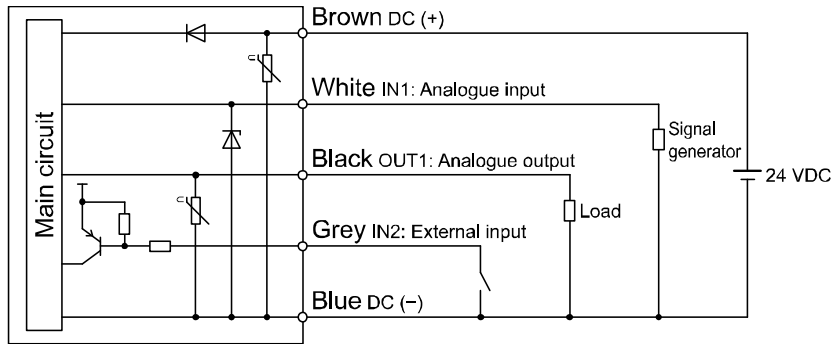 Brown DC (+)
White IN1: Analogue input
Signal
generator
Black OUT1: Analogue output
24 VDC
Main circuit
U
U
Load
Grey IN2: External input
Blue DC (−)